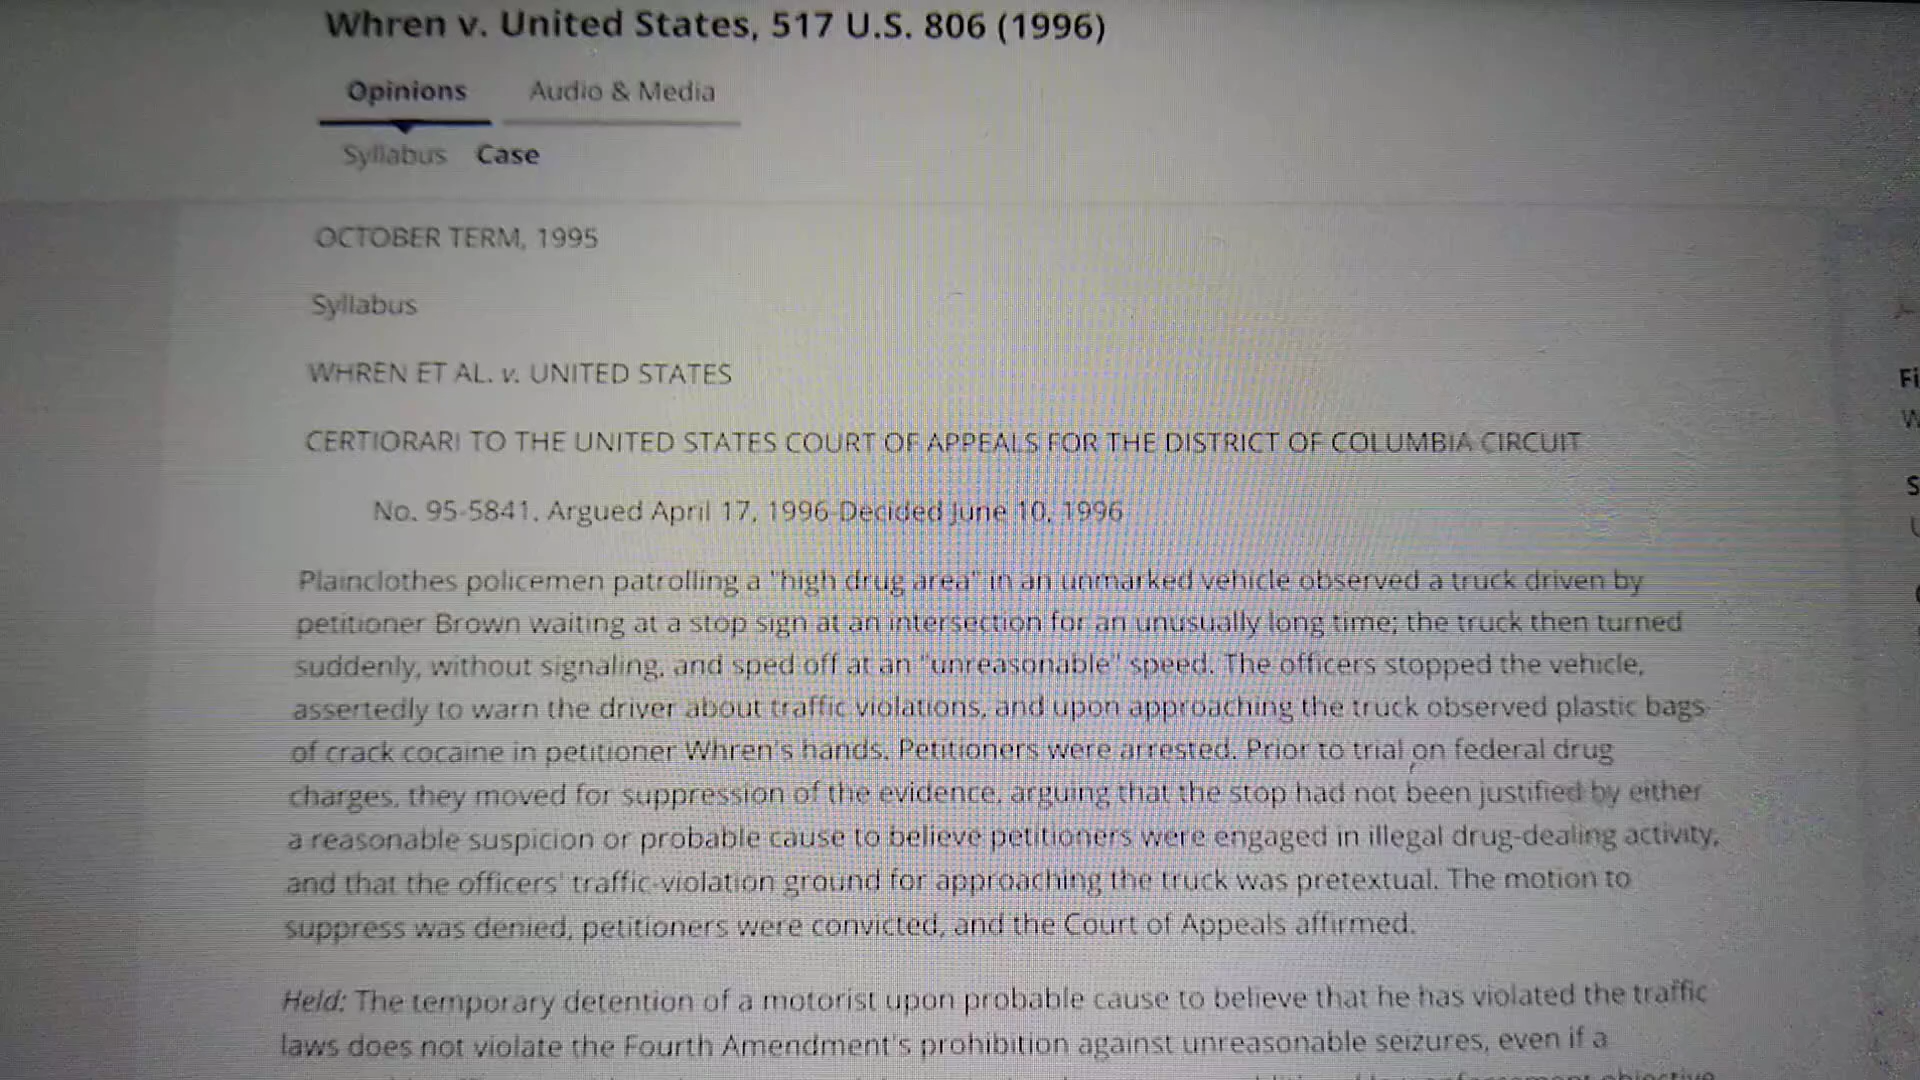 Whren v. United States, 517 U.S. 806 (1996)
Opinions Audio & Media
Syllabus Case
OCTOBER TERM, 1995
Syllabus
WHREN ET AL. v. UNITED STATES
CERTIORARI TO THE UNITED STATES COURT OF APPEALS FOR THE DISTRICT OF COLUMBIA CIRCUIT
No. 95-5841. Argued April 17, 1996-Decided June 10, 1996
Plainclothes policemen patrolling a "high drug area" in an unmarked vehicle observed a truck driven by
petitioner Brown waiting at a stop sign at an intersection for an unusually long time; the truck then turned
suddenly, without signaling, and sped off at an "unreasonable" speed. The officers stopped the vehicle,
assertedly to warn the driver about traffic violations, and upon approaching the truck observed plastic bags
of crack cocaine in petitioner Whren's hands. Petitioners were arrested. Prior to trial on federal drug
charges, they moved for suppression of the evidence, arguing that the stop had not been justified by either
a reasonable suspicion or probable cause to believe petitioners were engaged in illegal drug-dealing activity,
and that the officers' traffic-violation ground for approaching the truck was pretextual. The motion to
suppress was denied, petitioners were convicted, and the Court of Appeals affirmed.
Held: The temporary detention of a motorist upon probable cause to believe that he has violated the traffic
laws does not violate the Fourth Amendment's prohibition against unreasonable seizures, even if a